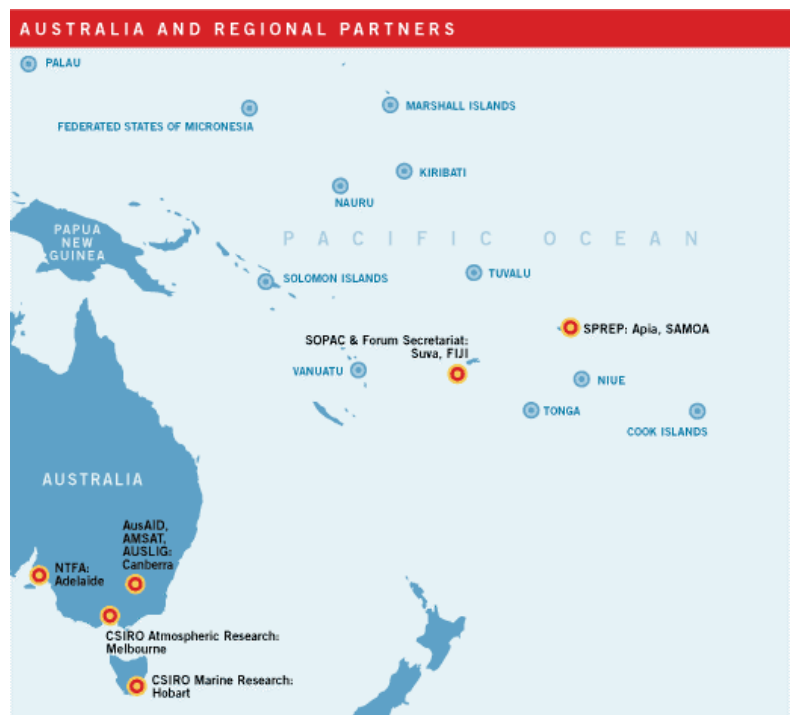 AUSTRALIA AND REGIONAL PARTNERS
PALAU
FEDERATED STATES OF MICRONESIA
MARSHALL ISLANDS
KIRIBATI
NAURU
PAPUA
NEW
GUINEA
PACIFIC OCEAN
SOLOMON ISLANDS
TUVALU
SPREP: Apia, SAMOA
SOPAC & Forum Secretariat:
Suva, FIJI
VANUATU
NIUE
TONGA
COOK ISLANDS
AUSTRALIA
AusAID,
AMSAT,
AUSLIG:
Canberra
NTFA:
Adelaide
CSIRO Atmospheric Research:
Melbourne
CSIRO Marine Research:
Hobart